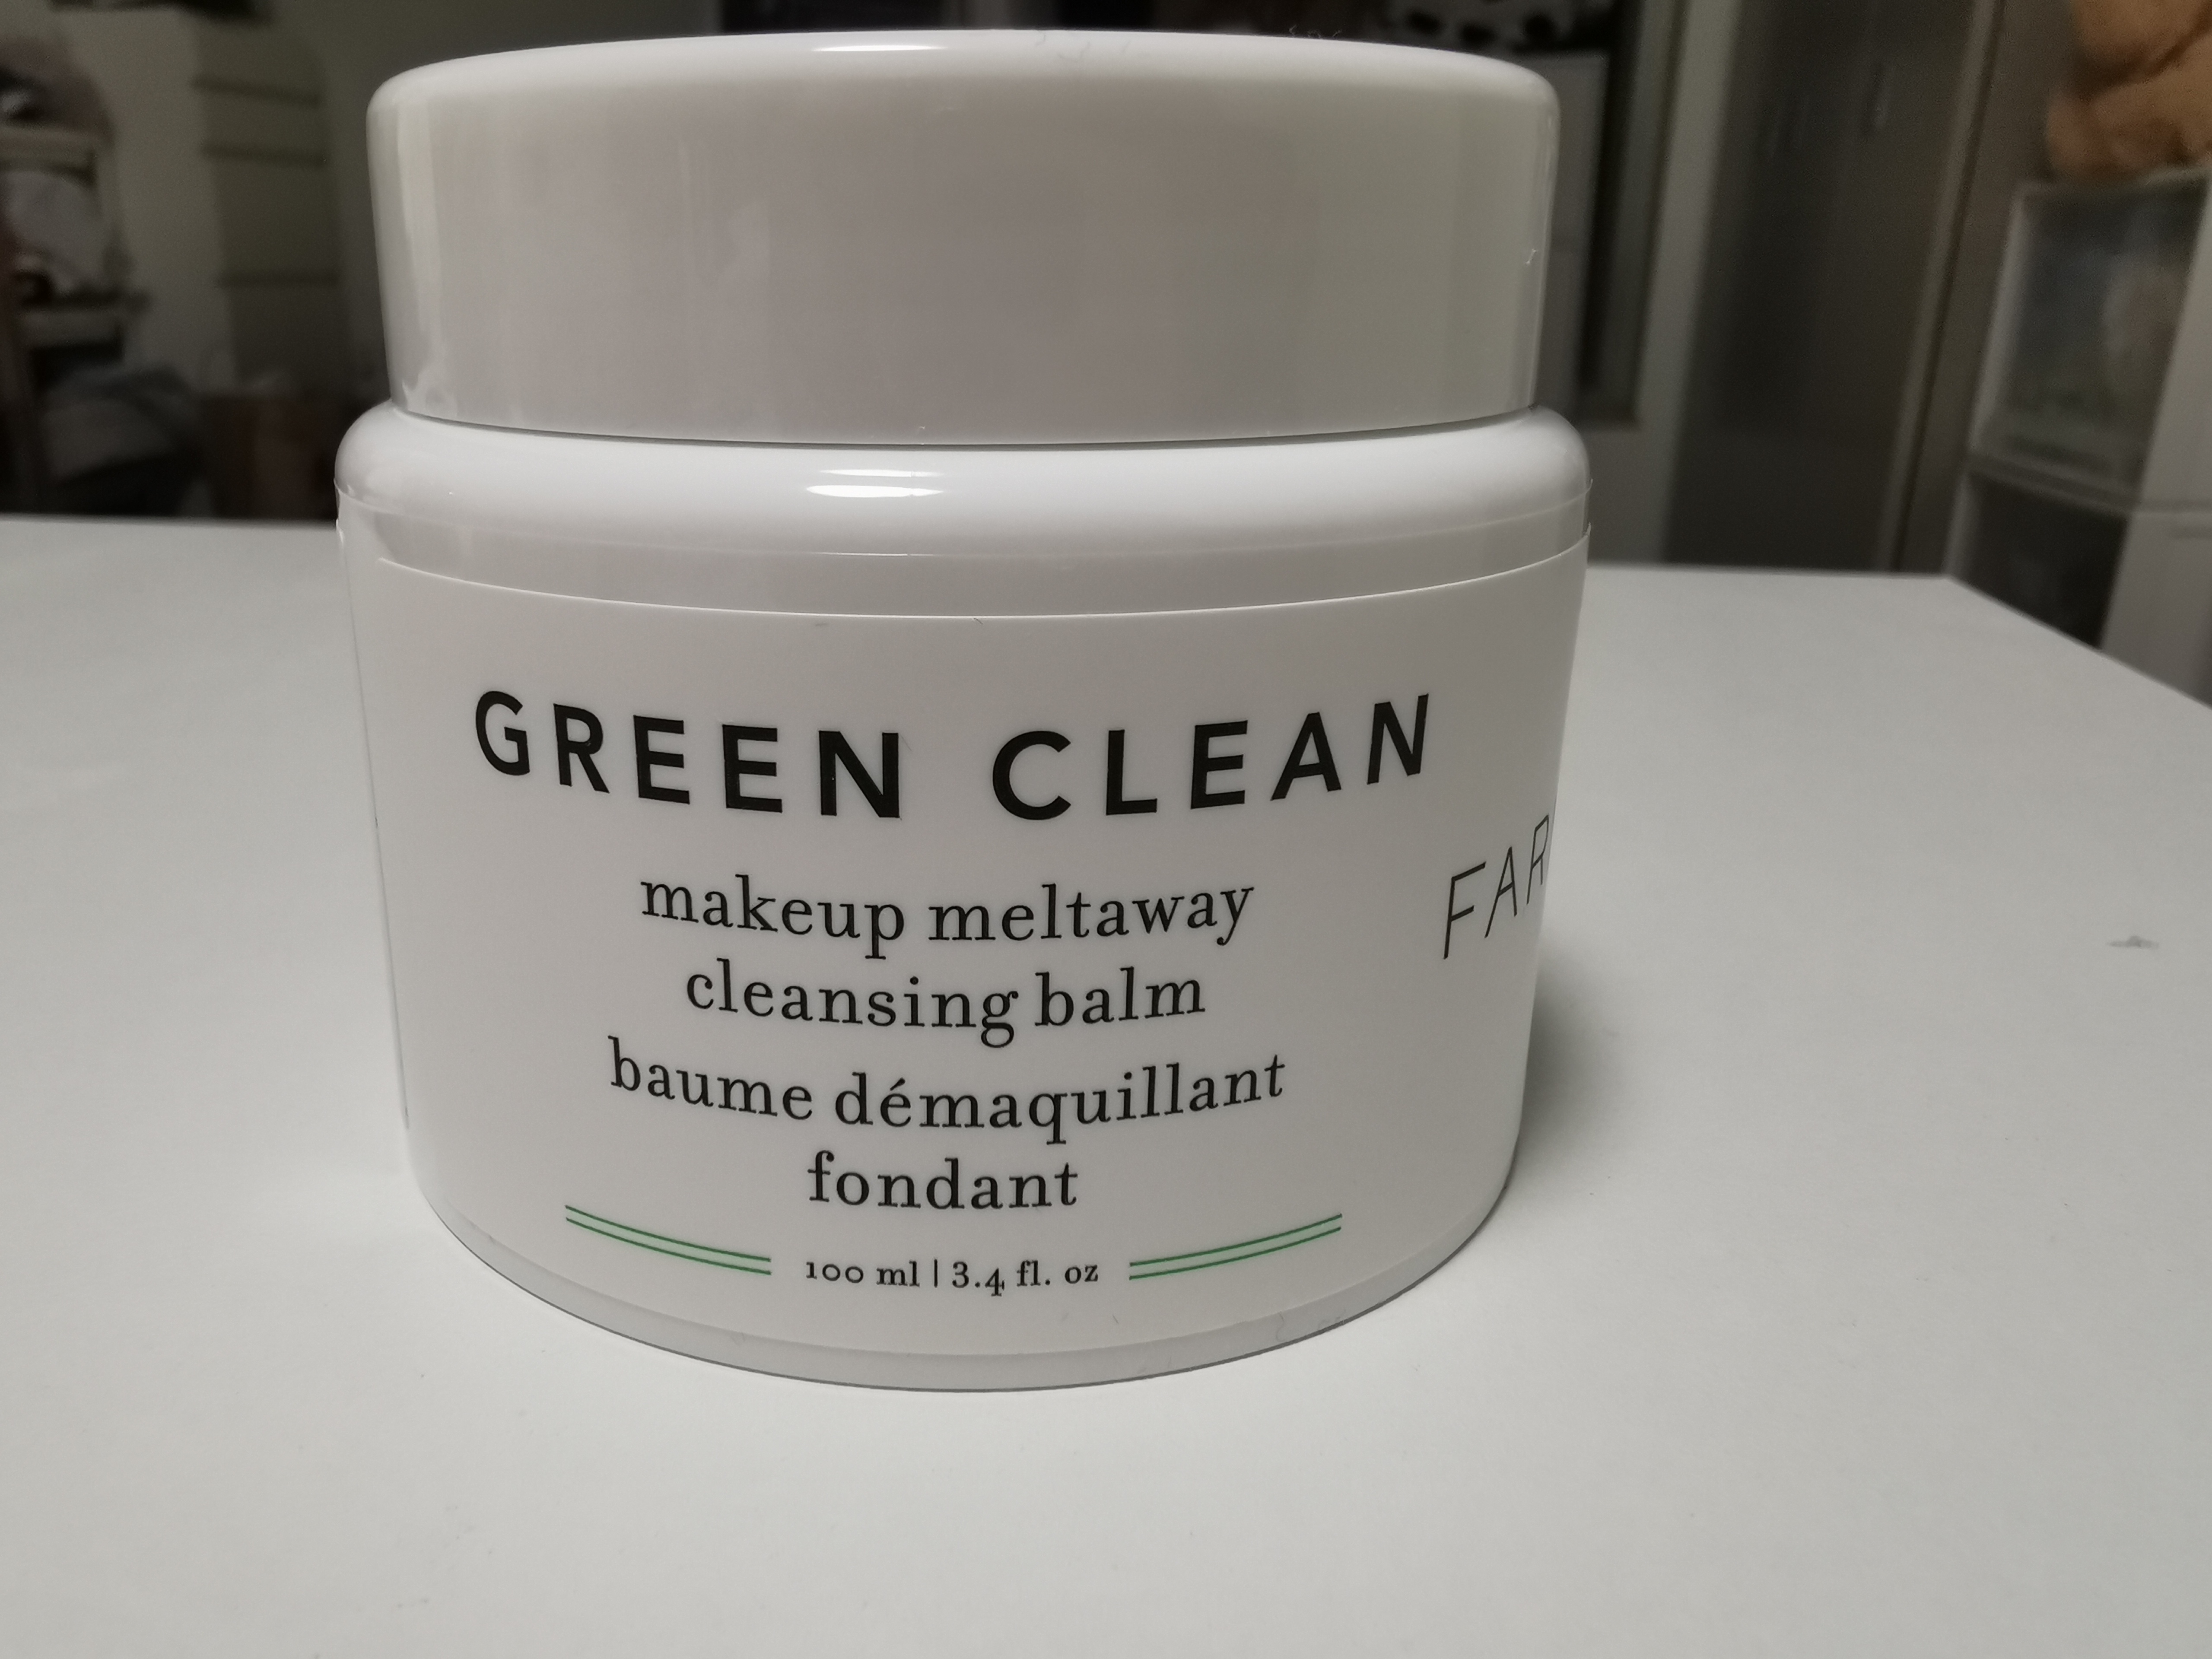 GREEN CLEAN
makeup meltaway
cleansing balm
baume démaquillant
fondant
100 ml | 3.4 fl. oz